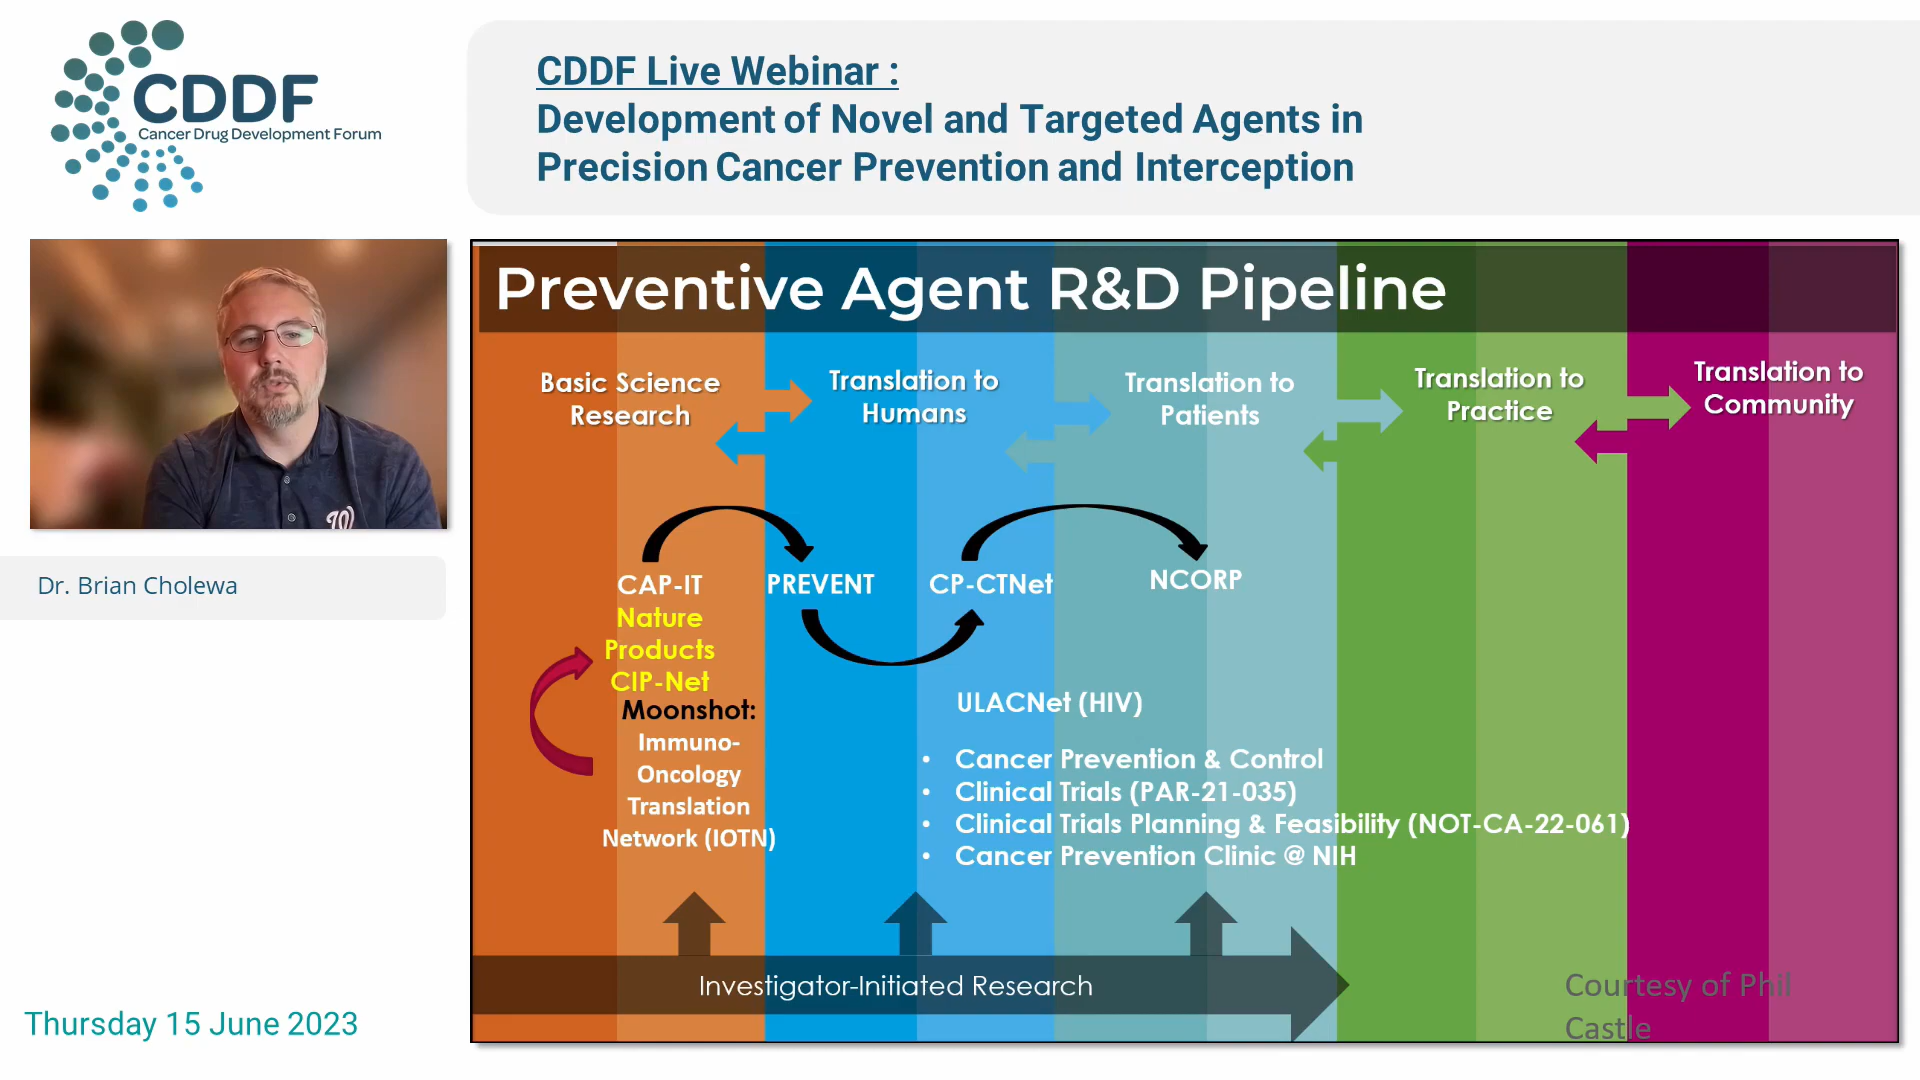 CDDF
Cancer Drug Development Forum
CDDF Live Webinar :
Development of Novel and Targeted Agents in
Precision Cancer Prevention and Interception
W
Dr. Brian Cholewa
Thursday 15 June 2023
Preventive Agent R&D Pipeline
Basic Science
Research
Translation to
Humans
Translation to
Patients
Translation to
Practice
Translation to
Community
CAP-IT
Nature
Products
CIP-Net
Moonshot:
Immuno-
Oncology
Translation
Network (IOTN)
PREVENT
CP-CTNet
NCORP
ULACNet (HIV)
• Cancer Prevention & Control
• Clinical Trials (PAR-21-035)
• Clinical Trials Planning & Feasibility (NOT-CA-22-061)
• Cancer Prevention Clinic @ NIH
Investigator-Initiated Research
Courtesy of Phil
Castle